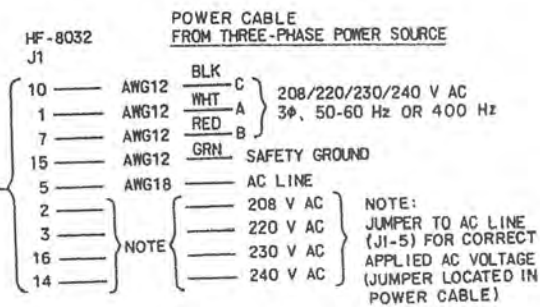 POWER CABLE
FROM THREE-PHASE POWER SOURCE
HF-8032
J1
10 AWG12 BLK C
1 AWG12 WHT A
7 AWG12 RED B
208/220/230/240 V AC
3Φ, 50-60 Hz OR 400 Hz
15 AWG12 GRN SAFETY GROUND
5 AWG18 AC LINE
2 208 V AC
3 220 V AC
16 230 V AC
14 240 V AC
NOTE
NOTE:
JUMPER TO AC LINE
(J1-5) FOR CORRECT
APPLIED AC VOLTAGE
(JUMPER LOCATED IN
POWER CABLE)